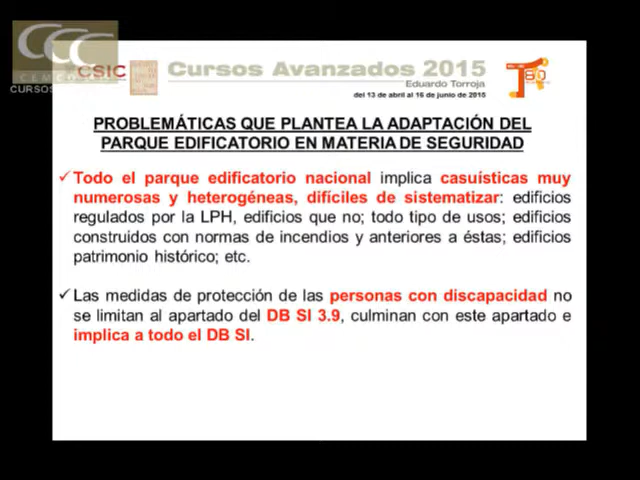 CCC
CEMCO
CURSOS
CSIC
Cursos Avanzados 2015
Eduardo Torroja
del 13 de abril al 16 de junio de 2015
PROBLEMÁTICAS QUE PLANTEA LA ADAPTACIÓN DEL
PARQUE EDIFICATORIO EN MATERIA DE SEGURIDAD
✓Todo el parque edificatorio nacional implica casuísticas muy
numerosas y heterogéneas, difíciles de sistematizar: edificios
regulados por la LPH, edificios que no; todo tipo de usos; edificios
construidos con normas de incendios y anteriores a éstas; edificios
patrimonio histórico; etc.
✓Las medidas de protección de las personas con discapacidad no
se limitan al apartado del DB SI 3.9, culminan con este apartado e
implica a todo el DB SI.